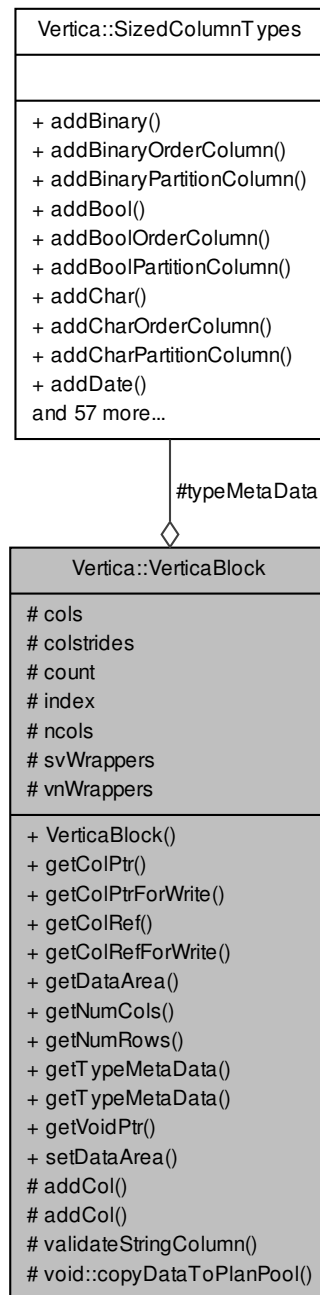 Vertica::SizedColumnTypes
+ addBinary()
+ addBinaryOrderColumn()
+ addBinaryPartitionColumn()
+ addBool()
+ addBoolOrderColumn()
+ addBoolPartitionColumn()
+ addChar()
+ addCharOrderColumn()
+ addCharPartitionColumn()
+ addDate()
and 57 more...
#typeMetaData
Vertica::VerticaBlock
# cols
# colstrides
# count
# index
# ncols
# svWrappers
# vnWrappers
+ VerticaBlock()
+ getColPtr()
+ getColPtrForWrite()
+ getColRef()
+ getColRefForWrite()
+ getDataArea()
+ getNumCols()
+ getNumRows()
+ getTypeMetaData()
+ getTypeMetaData()
+ getVoidPtr()
+ setDataArea()
# addCol()
# addCol()
# validateStringColumn()
# void::copyDataToPlanPool()